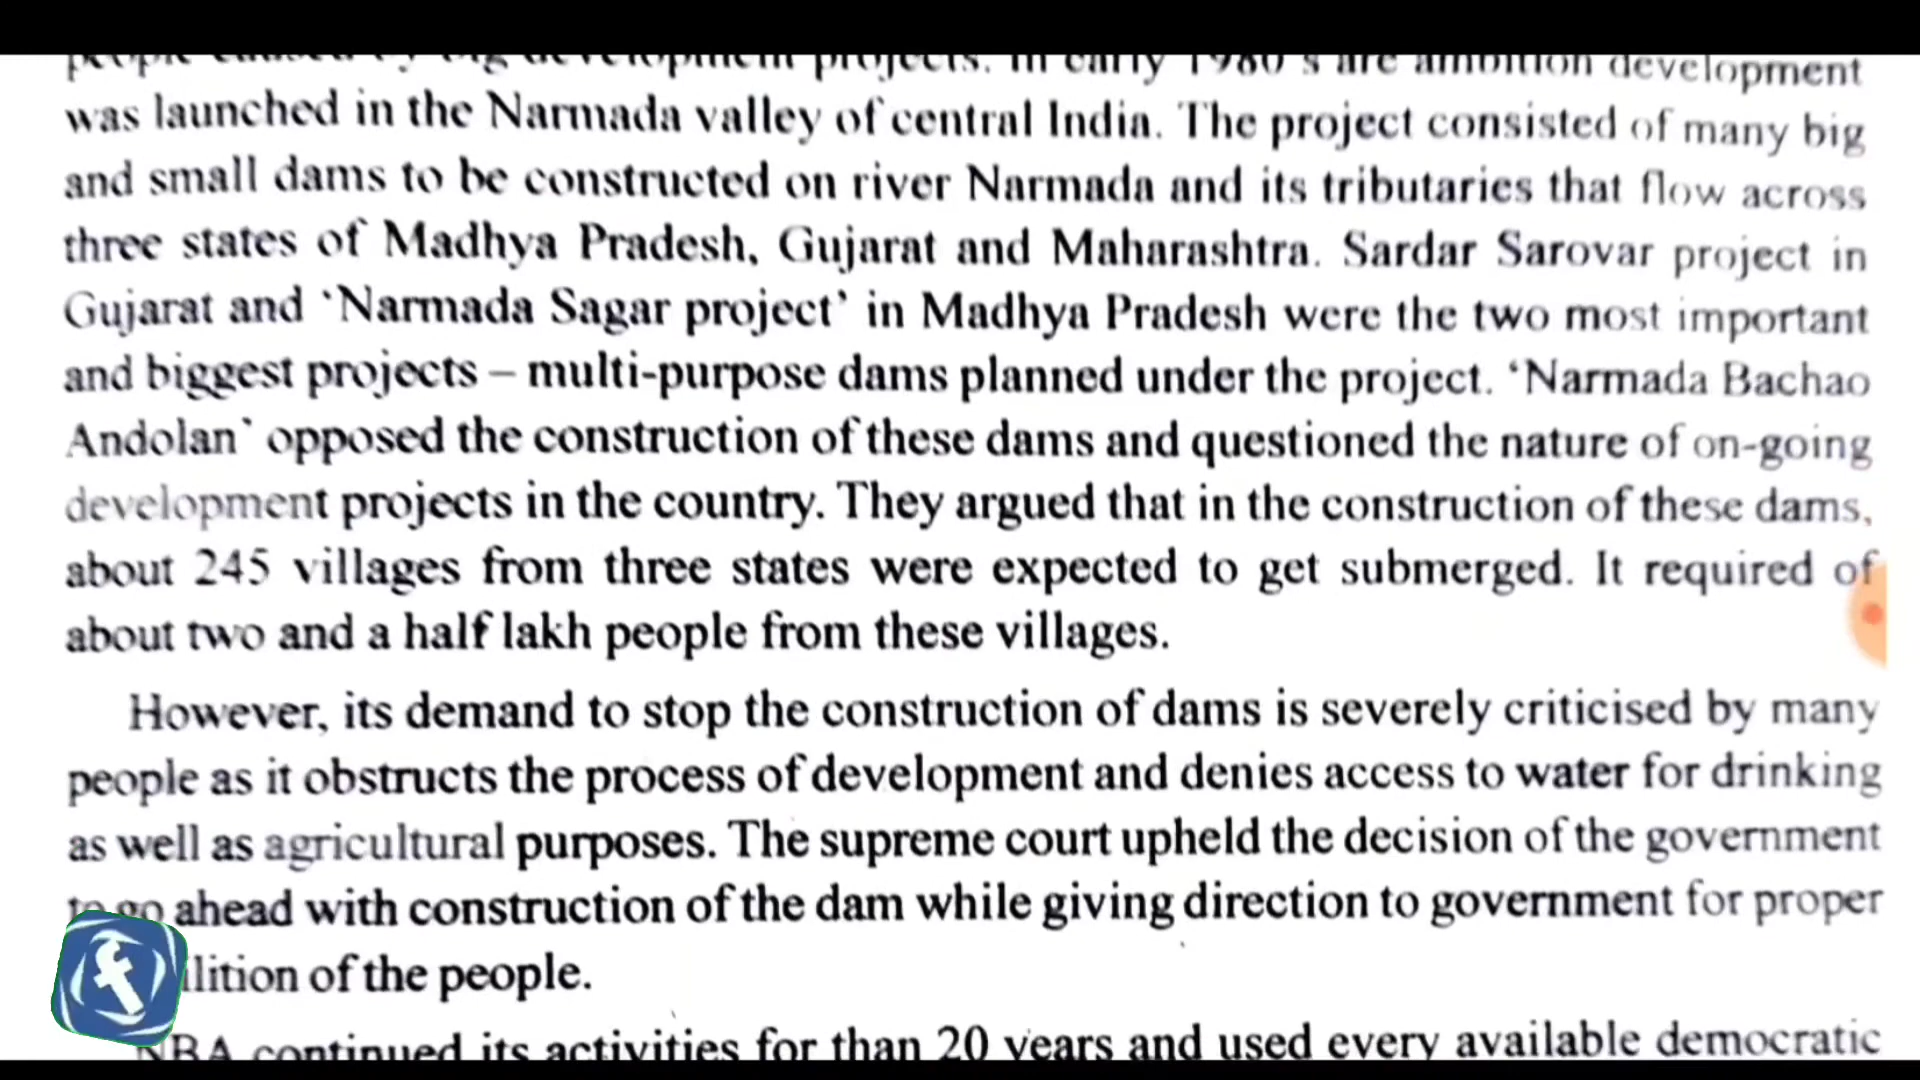 people caused by big development projects. In early 1980's are ambition development
was launched in the Narmada valley of central India. The project consisted of many big
and small dams to be constructed on river Narmada and its tributaries that flow across
three states of Madhya Pradesh, Gujarat and Maharashtra. Sardar Sarovar project in
Gujarat and 'Narmada Sagar project' in Madhya Pradesh were the two most important
and biggest projects – multi-purpose dams planned under the project. 'Narmada Bachao
Andolan' opposed the construction of these dams and questioned the nature of on-going
development projects in the country. They argued that in the construction of these dams,
about 245 villages from three states were expected to get submerged. It required of
about two and a half lakh people from these villages.
However, its demand to stop the construction of dams is severely criticised by many
people as it obstructs the process of development and denies access to water for drinking
as well as agricultural purposes. The supreme court upheld the decision of the government
to go ahead with construction of the dam while giving direction to government for proper
of the people.
NBA continued its activities for than 20 years and used every available democratic